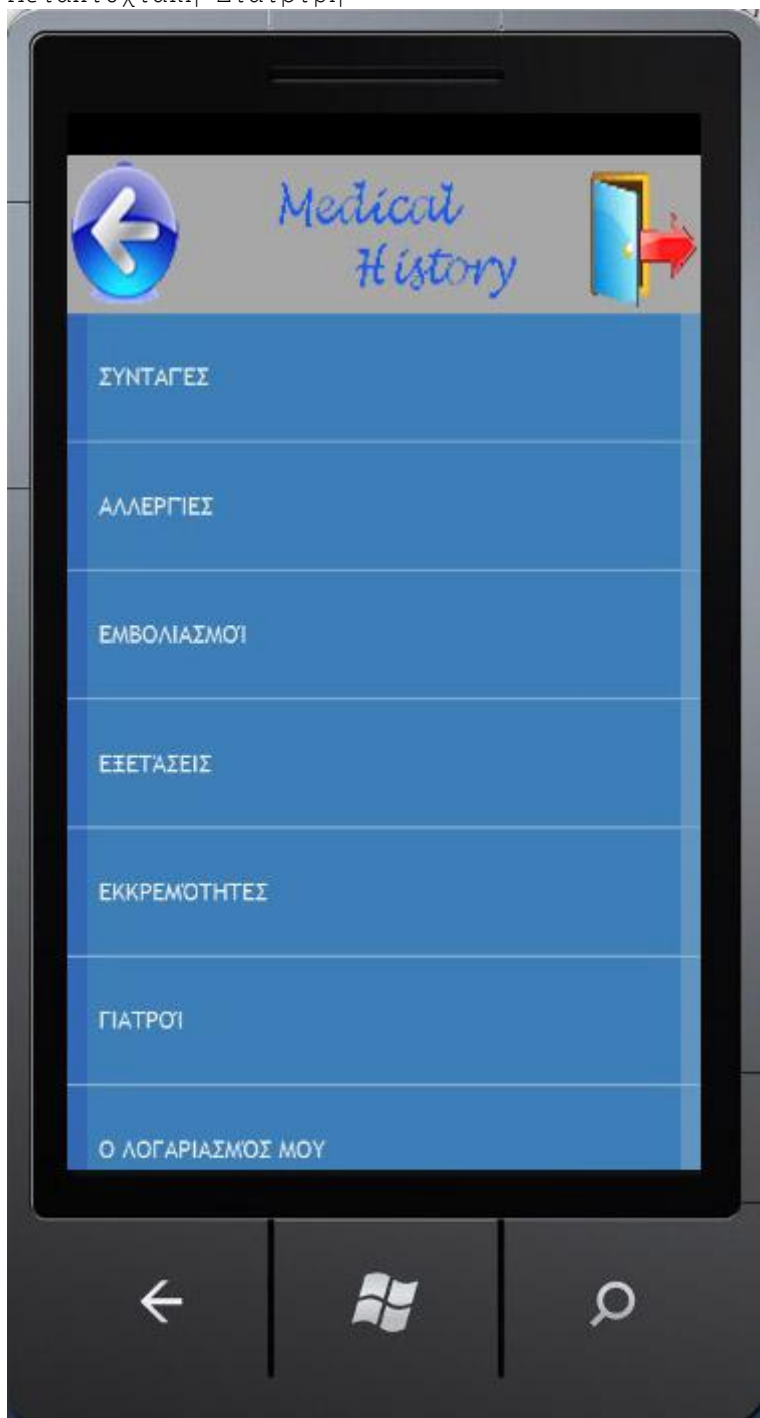 Medical
History
ΣΥΝΤΑΓΕΣ
ΑΛΛΕΡΓΙΕΣ
ΕΜΒΟΛΙΑΣΜΟΊ
ΕΞΕΤΆΣΕΙΣ
ΕΚΚΡΕΜΌΤΗΤΕΣ
ΓΙΑΤΡΟΊ
Ο ΛΟΓΑΡΙΑΣΜΌΣ ΜΟΥ